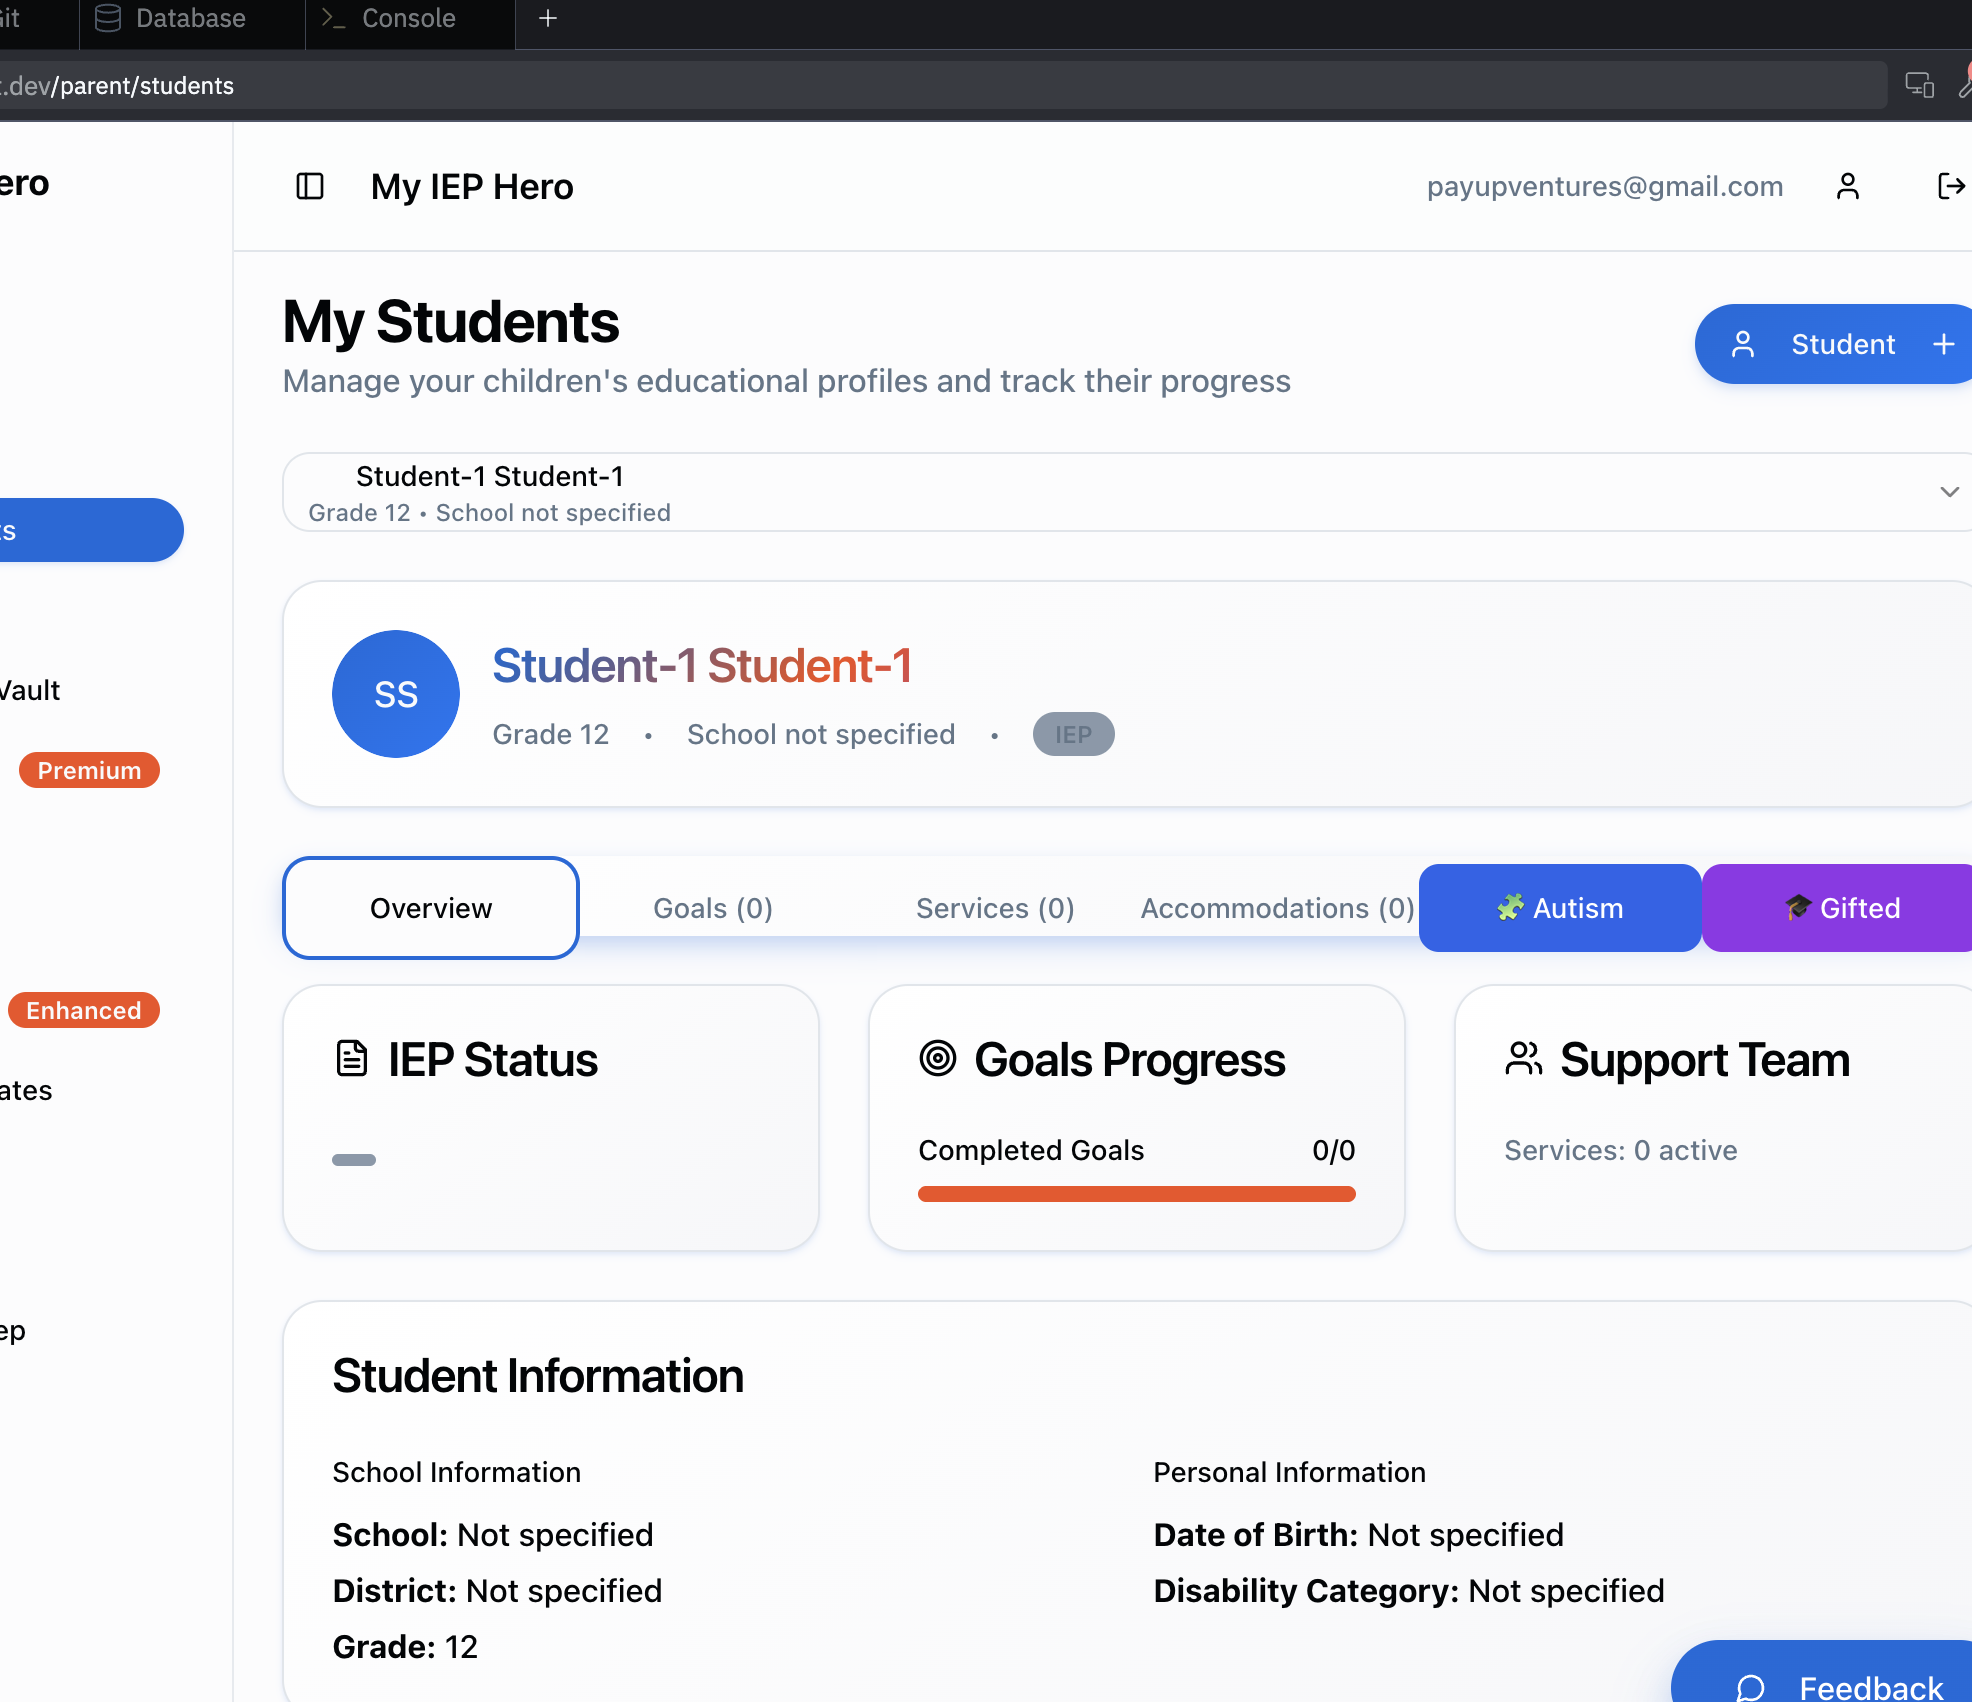 Git
Database
Console
.dev/parent/students
ero
My IEP Hero
payupventures@gmail.com
My Students
Manage your children's educational profiles and track their progress
Student
Student-1 Student-1
Grade 12 • School not specified
ts
SS
Student-1 Student-1
Grade 12 • School not specified • IEP
Vault
Premium
Overview
Goals (0)
Services (0)
Accommodations (0)
🧩 Autism
🎓 Gifted
Enhanced
ates
ep
IEP Status
Goals Progress
Completed Goals 0/0
Support Team
Services: 0 active
Student Information
School Information
School: Not specified
District: Not specified
Grade: 12
Personal Information
Date of Birth: Not specified
Disability Category: Not specified
Feedback